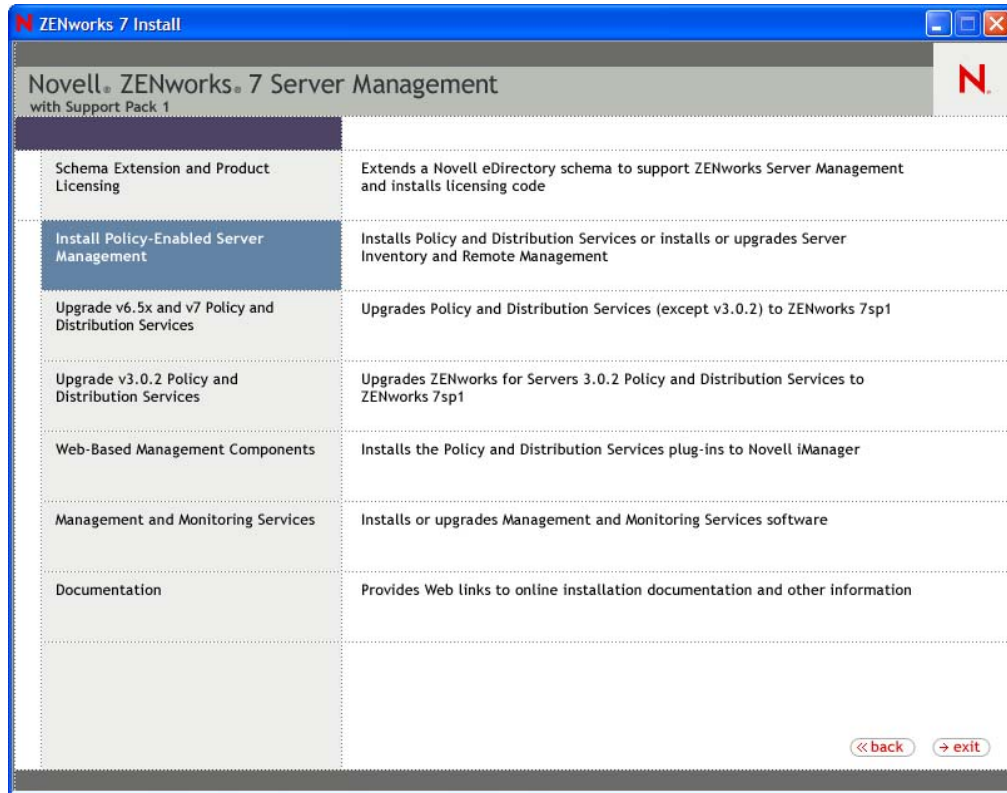 N ZENworks 7 Install
Novell® ZENworks® 7 Server Management
with Support Pack 1
N®
Schema Extension and Product
Licensing
Extends a Novell eDirectory schema to support ZENworks Server Management
and installs licensing code
Install Policy-Enabled Server
Management
Installs Policy and Distribution Services or installs or upgrades Server
Inventory and Remote Management
Upgrade v6.5x and v7 Policy and
Distribution Services
Upgrades Policy and Distribution Services (except v3.0.2) to ZENworks 7sp1
Upgrade v3.0.2 Policy and
Distribution Services
Upgrades ZENworks for Servers 3.0.2 Policy and Distribution Services to
ZENworks 7sp1
Web-Based Management Components
Installs the Policy and Distribution Services plug-ins to Novell iManager
Management and Monitoring Services
Installs or upgrades Management and Monitoring Services software
Documentation
Provides Web links to online installation documentation and other information
« back
→ exit